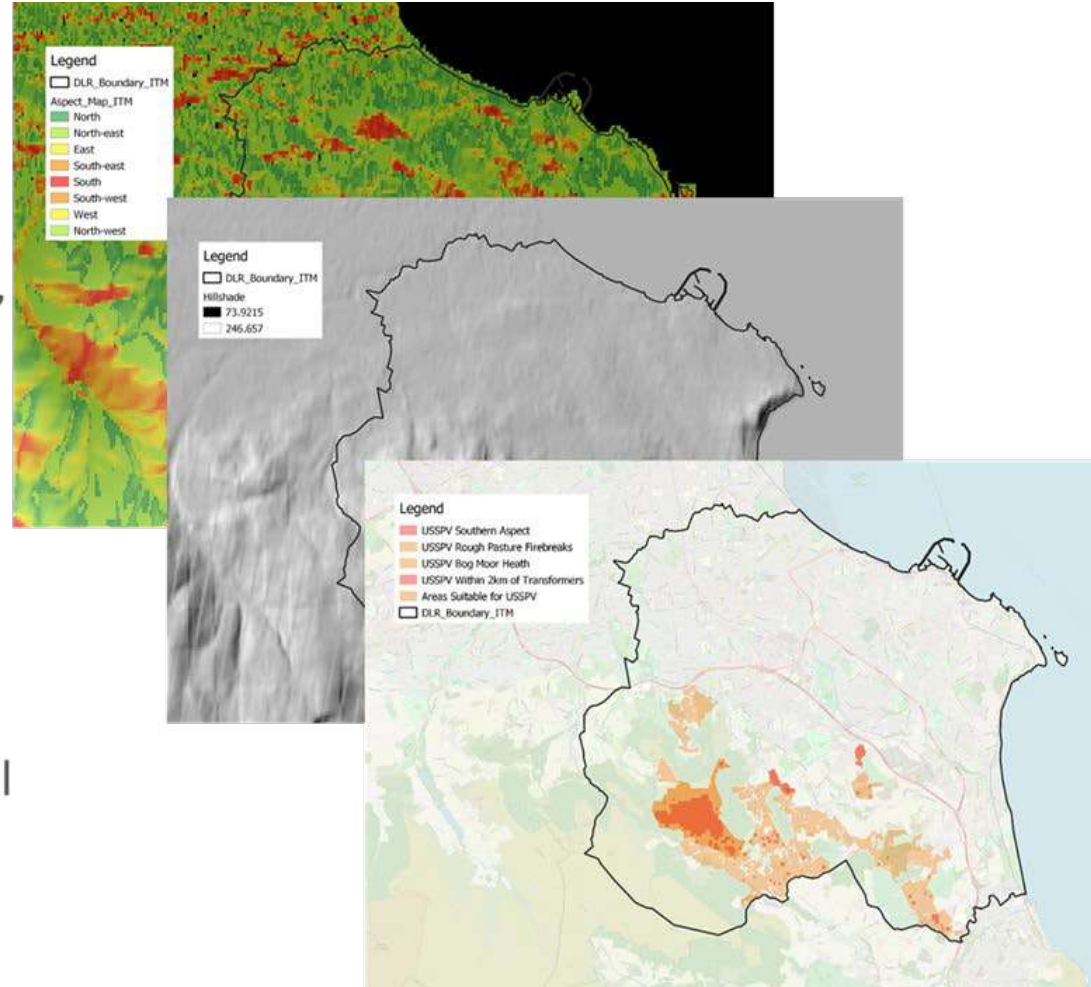 Legend
DLR_Boundary_ITM
Aspect_Map_ITM
North
North-east
East
South-east
South
South-west
West
North-west
Legend
DLR_Boundary_ITM
Hillshade
73.9215
246.657
Legend
USSPV Southern Aspect
USSPV Rough Pasture Firebreaks
USSPV Bog Moor Heath
USSPV Within 2km of Transformers
Areas Suitable for USSPV
DLR_Boundary_ITM